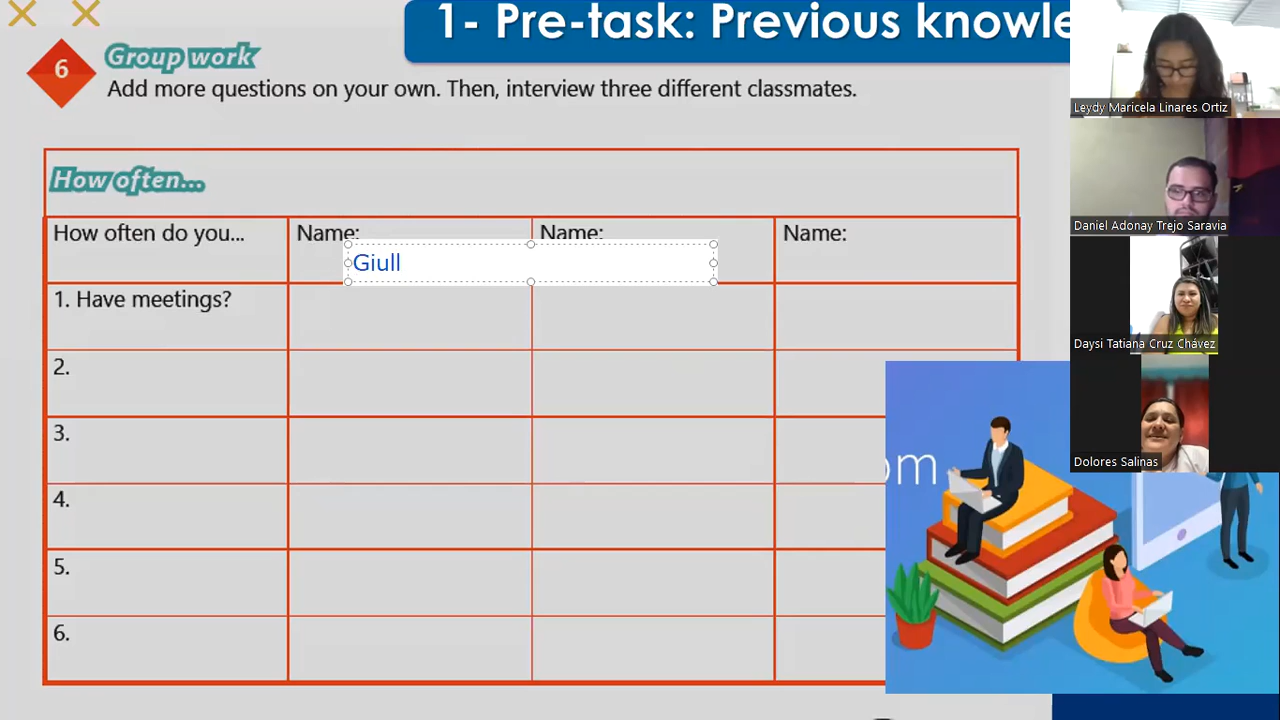 1- Pre-task: Previous knowle
6
Group work
Add more questions on your own. Then, interview three different classmates.
How often...
How often do you...
Name:
Name:
Name:
Giull
1. Have meetings?
2.
3.
4.
5.
6.
om
Leydy Maricela Linares Ortiz
Daniel Adonay Trejo Saravia
Daysi Tatiana Cruz Chávez
Dolores Salinas